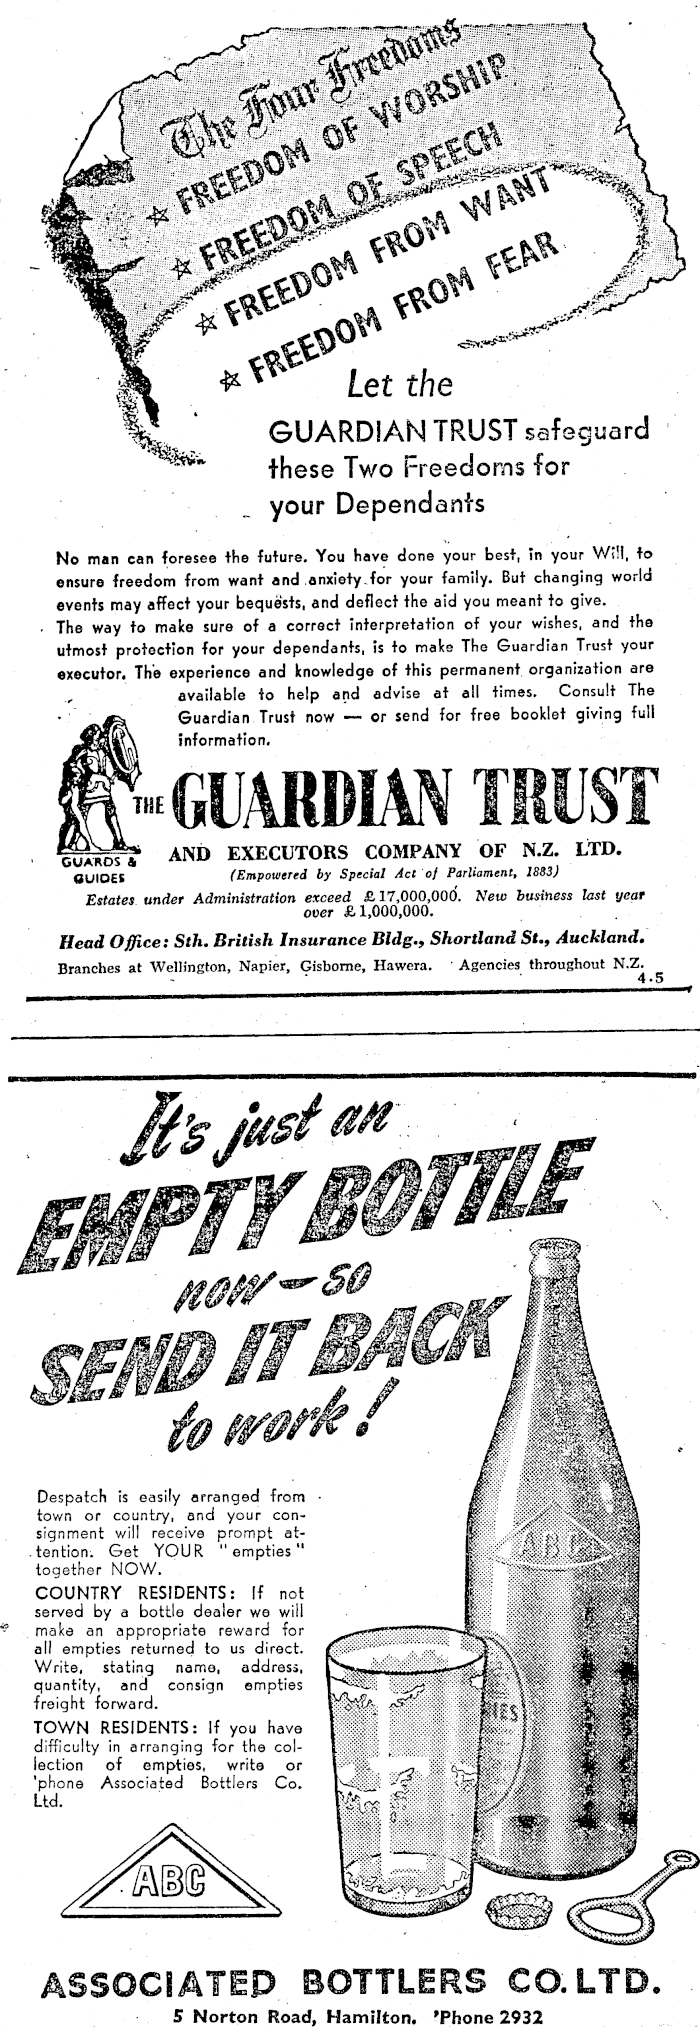 The Four Freedoms
☆ FREEDOM OF WORSHIP
☆ FREEDOM OF SPEECH
☆ FREEDOM FROM WANT
☆ FREEDOM FROM FEAR
Let the
GUARDIAN TRUST safeguard
these Two Freedoms for
your Dependants
No man can foresee the future. You have done your best, in your Will, to
ensure freedom from want and anxiety for your family. But changing world
events may affect your bequests, and deflect the aid you meant to give.
The way to make sure of a correct interpretation of your wishes, and the
utmost protection for your dependants, is to make The Guardian Trust your
executor. The experience and knowledge of this permanent organization are
available to help and advise at all times. Consult The
Guardian Trust now — or send for free booklet giving full
information.
GUARDS &
GUIDES
THE GUARDIAN TRUST
AND EXECUTORS COMPANY OF N.Z. LTD.
(Empowered by Special Act of Parliament, 1883)
Estates under Administration exceed £17,000,000. New business last year
over £1,000,000.
Head Office: Sth. British Insurance Bldg., Shortland St., Auckland.
Branches at Wellington, Napier, Gisborne, Hawera. Agencies throughout N.Z.
4.5
It's just an
EMPTY BOTTLE
now — so
SEND IT BACK
to work!
Despatch is easily arranged from
town or country, and your con-
signment will receive prompt at-
tention. Get YOUR "empties"
together NOW.
COUNTRY RESIDENTS: If not
served by a bottle dealer we will
make an appropriate reward for
all empties returned to us direct.
Write, stating name, address,
quantity, and consign empties
freight forward.
TOWN RESIDENTS: If you have
difficulty in arranging for the col-
lection of empties, write or
'phone Associated Bottlers Co.
Ltd.
ABC
RIES
ABC
ASSOCIATED BOTTLERS CO. LTD.
5 Norton Road, Hamilton. 'Phone 2932